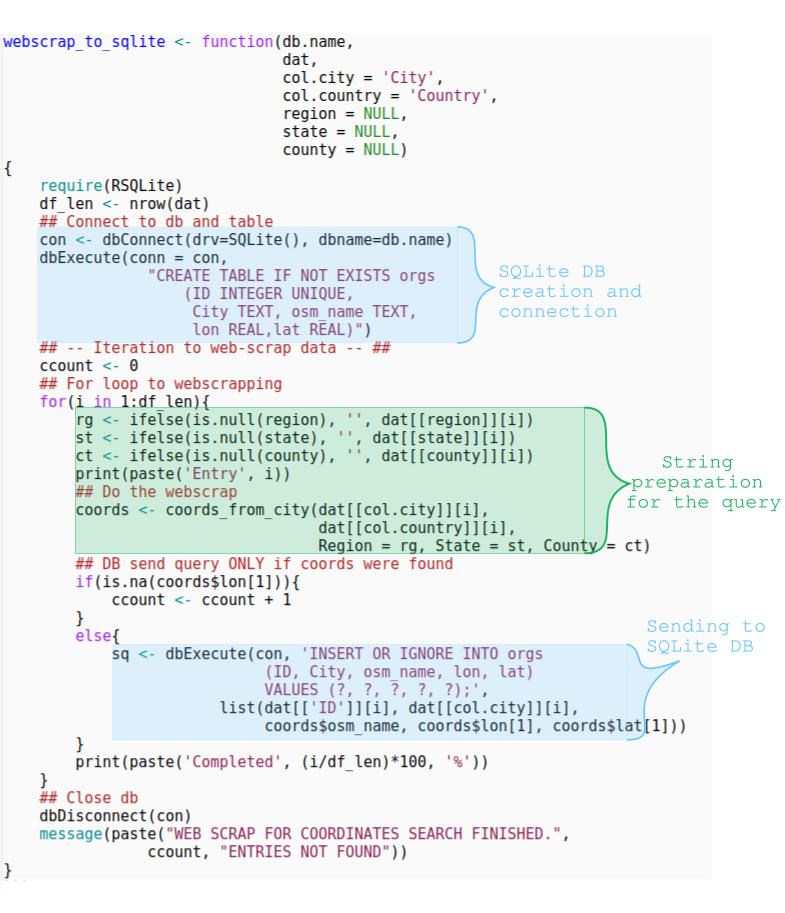 webscrap_to_sqlite <- function(db.name,
                               dat,
                               col.city = 'City',
                               col.country = 'Country',
                               region = NULL,
                               state = NULL,
                               county = NULL)
{
    require(RSQLite)
    df_len <- nrow(dat)
    ## Connect to db and table
    con <- dbConnect(drv=SQLite(), dbname=db.name)
    dbExecute(conn = con,
                "CREATE TABLE IF NOT EXISTS orgs
                    (ID INTEGER UNIQUE,
                     City TEXT, osm_name TEXT,
                     lon REAL,lat REAL)")
SQLite DB
creation and
connection
    ## -- Iteration to web-scrap data -- ##
    ccount <- 0
    ## For loop to webscrapping
    for(i in 1:df_len){
        rg <- ifelse(is.null(region), '', dat[[region]][i])
        st <- ifelse(is.null(state), '', dat[[state]][i])
        ct <- ifelse(is.null(county), '', dat[[county]][i])
        print(paste('Entry', i))
        ## Do the webscrap
        coords <- coords_from_city(dat[[col.city]][i],
                                   dat[[col.country]][i],
                                   Region = rg, State = st, County = ct)
String
preparation
for the query
        ## DB send query ONLY if coords were found
        if(is.na(coords$lon[1])){
            ccount <- ccount + 1
        }
        else{
            sq <- dbExecute(con, 'INSERT OR IGNORE INTO orgs
                             (ID, City, osm_name, lon, lat)
                             VALUES (?, ?, ?, ?, ?);',
                        list(dat[['ID']][i], dat[[col.city]][i],
                             coords$osm_name, coords$lon[1], coords$lat[1]))
Sending to
SQLite DB
        }
        print(paste('Completed', (i/df_len)*100, '%'))
    }
    ## Close db
    dbDisconnect(con)
    message(paste("WEB SCRAP FOR COORDINATES SEARCH FINISHED.",
                ccount, "ENTRIES NOT FOUND"))
}